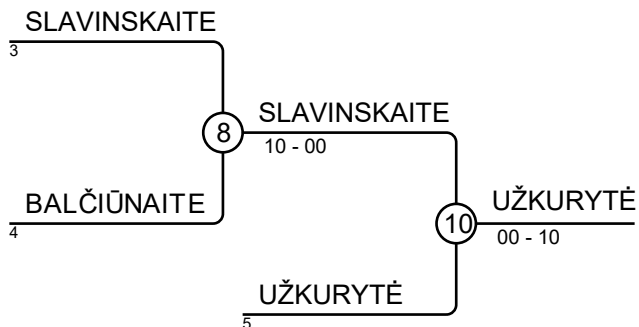 SLAVINSKAITE
3
8
SLAVINSKAITE
10 - 00
BALČIŪNAITE
4
10
UŽKURYTĖ
00 - 10
UŽKURYTĖ
5